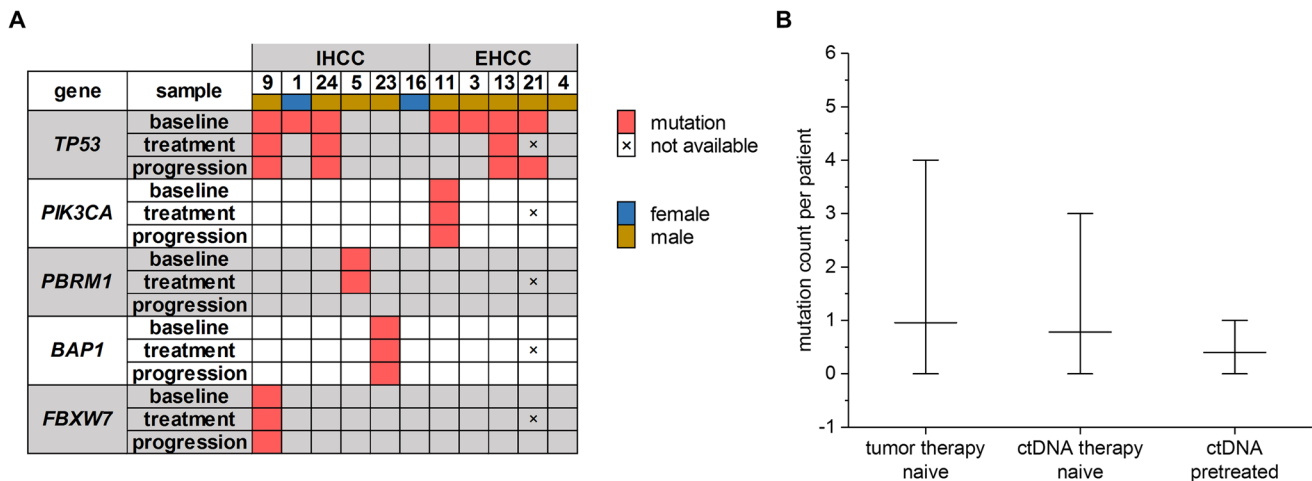 A
IHCC EHCC
gene sample 9 1 24 5 23 16 11 3 13 21 4
TP53 baseline
treatment ×
progression
PIK3CA baseline
treatment ×
progression
PBRM1 baseline
treatment ×
progression
BAP1 baseline
treatment ×
progression
FBXW7 baseline
treatment ×
progression
mutation
× not available
female
male
B
mutation count per patient
6
5
4
3
2
1
0
-1
tumor therapy
naive
ctDNA therapy
naive
ctDNA
pretreated